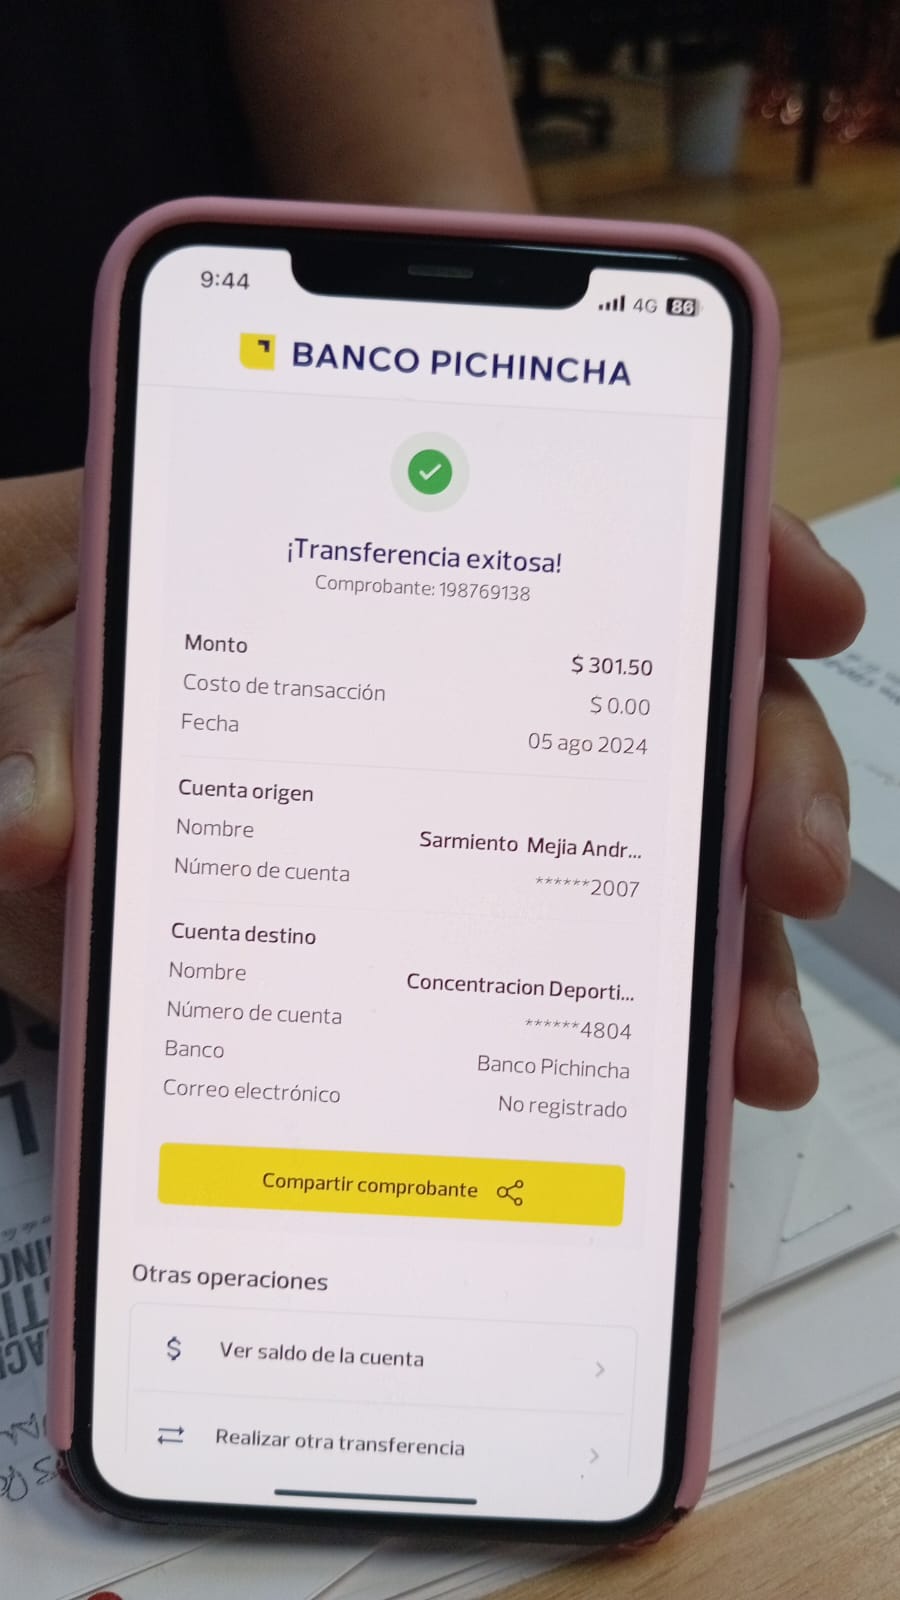 9:44
4G 86
BANCO PICHINCHA
¡Transferencia exitosa!
Comprobante: 198769138
Monto $ 301.50
Costo de transacción $ 0.00
Fecha 05 ago 2024
Cuenta origen
Nombre Sarmiento Mejia Andr...
Número de cuenta ******2007
Cuenta destino
Nombre Concentracion Deporti...
Número de cuenta ******4804
Banco Banco Pichincha
Correo electrónico No registrado
Compartir comprobante
Otras operaciones
$ Ver saldo de la cuenta
Realizar otra transferencia